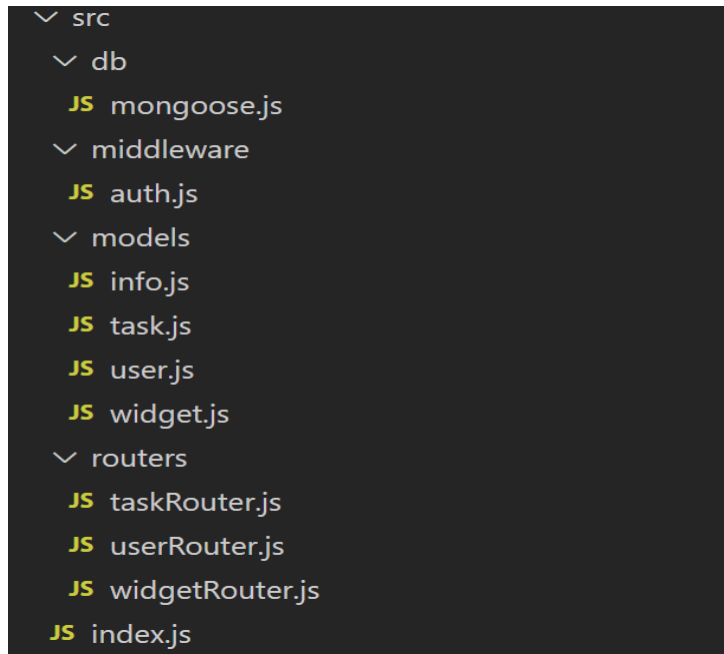 src
db
JS mongoose.js
middleware
JS auth.js
models
JS info.js
JS task.js
JS user.js
JS widget.js
routers
JS taskRouter.js
JS userRouter.js
JS widgetRouter.js
JS index.js